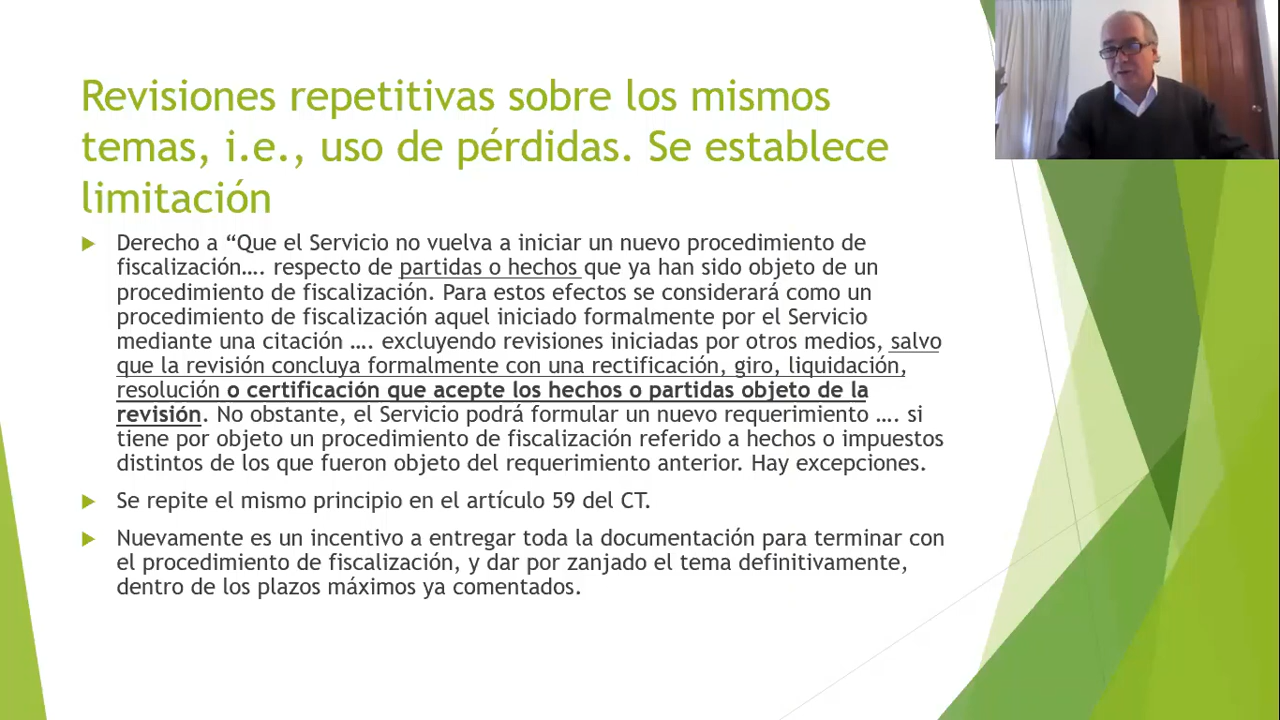 Revisiones repetitivas sobre los mismos
temas, i.e., uso de pérdidas. Se establece
limitación
Derecho a “Que el Servicio no vuelva a iniciar un nuevo procedimiento de
fiscalización…. respecto de partidas o hechos que ya han sido objeto de un
procedimiento de fiscalización. Para estos efectos se considerará como un
procedimiento de fiscalización aquel iniciado formalmente por el Servicio
mediante una citación …. excluyendo revisiones iniciadas por otros medios, salvo
que la revisión concluya formalmente con una rectificación, giro, liquidación,
resolución o certificación que acepte los hechos o partidas objeto de la
revisión. No obstante, el Servicio podrá formular un nuevo requerimiento …. si
tiene por objeto un procedimiento de fiscalización referido a hechos o impuestos
distintos de los que fueron objeto del requerimiento anterior. Hay excepciones.
Se repite el mismo principio en el artículo 59 del CT.
Nuevamente es un incentivo a entregar toda la documentación para terminar con
el procedimiento de fiscalización, y dar por zanjado el tema definitivamente,
dentro de los plazos máximos ya comentados.